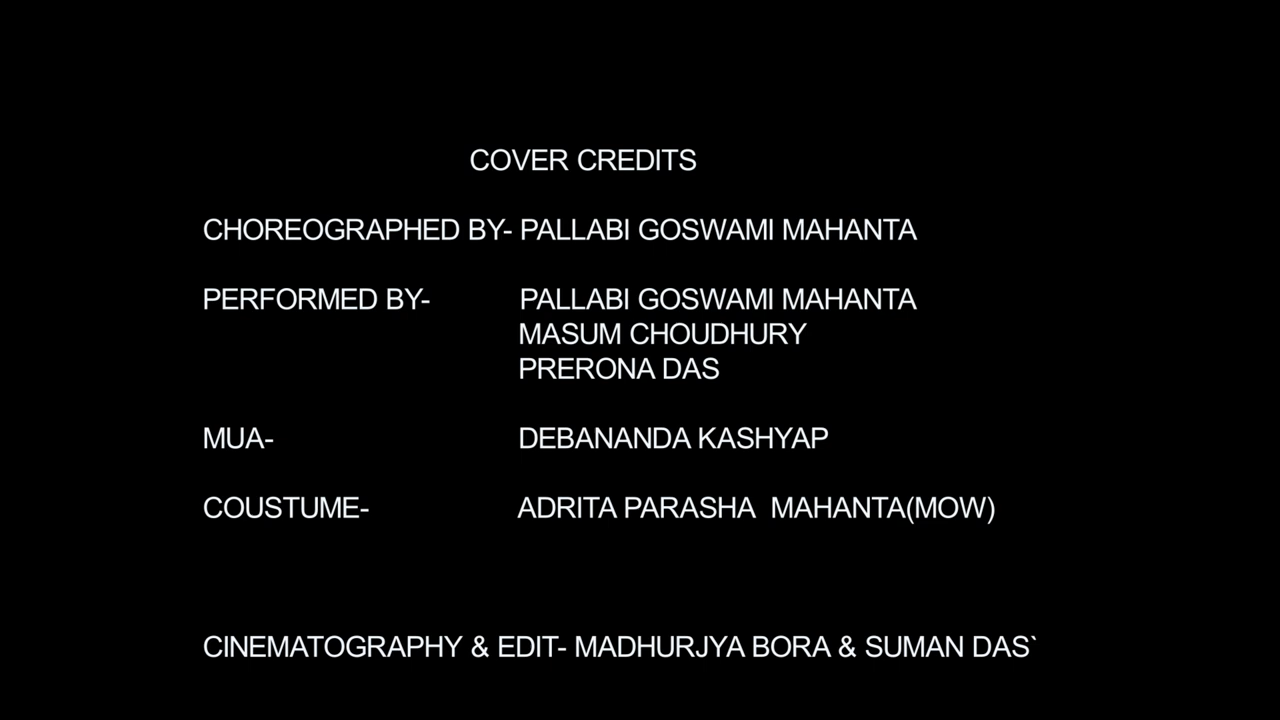 COVER CREDITS
CHOREOGRAPHED BY- PALLABI GOSWAMI MAHANTA
PERFORMED BY- PALLABI GOSWAMI MAHANTA
MASUM CHOUDHURY
PRERONA DAS
MUA- DEBANANDA KASHYAP
COUSTUME- ADRITA PARASHA MAHANTA(MOW)
CINEMATOGRAPHY & EDIT- MADHURJYA BORA & SUMAN DAS`